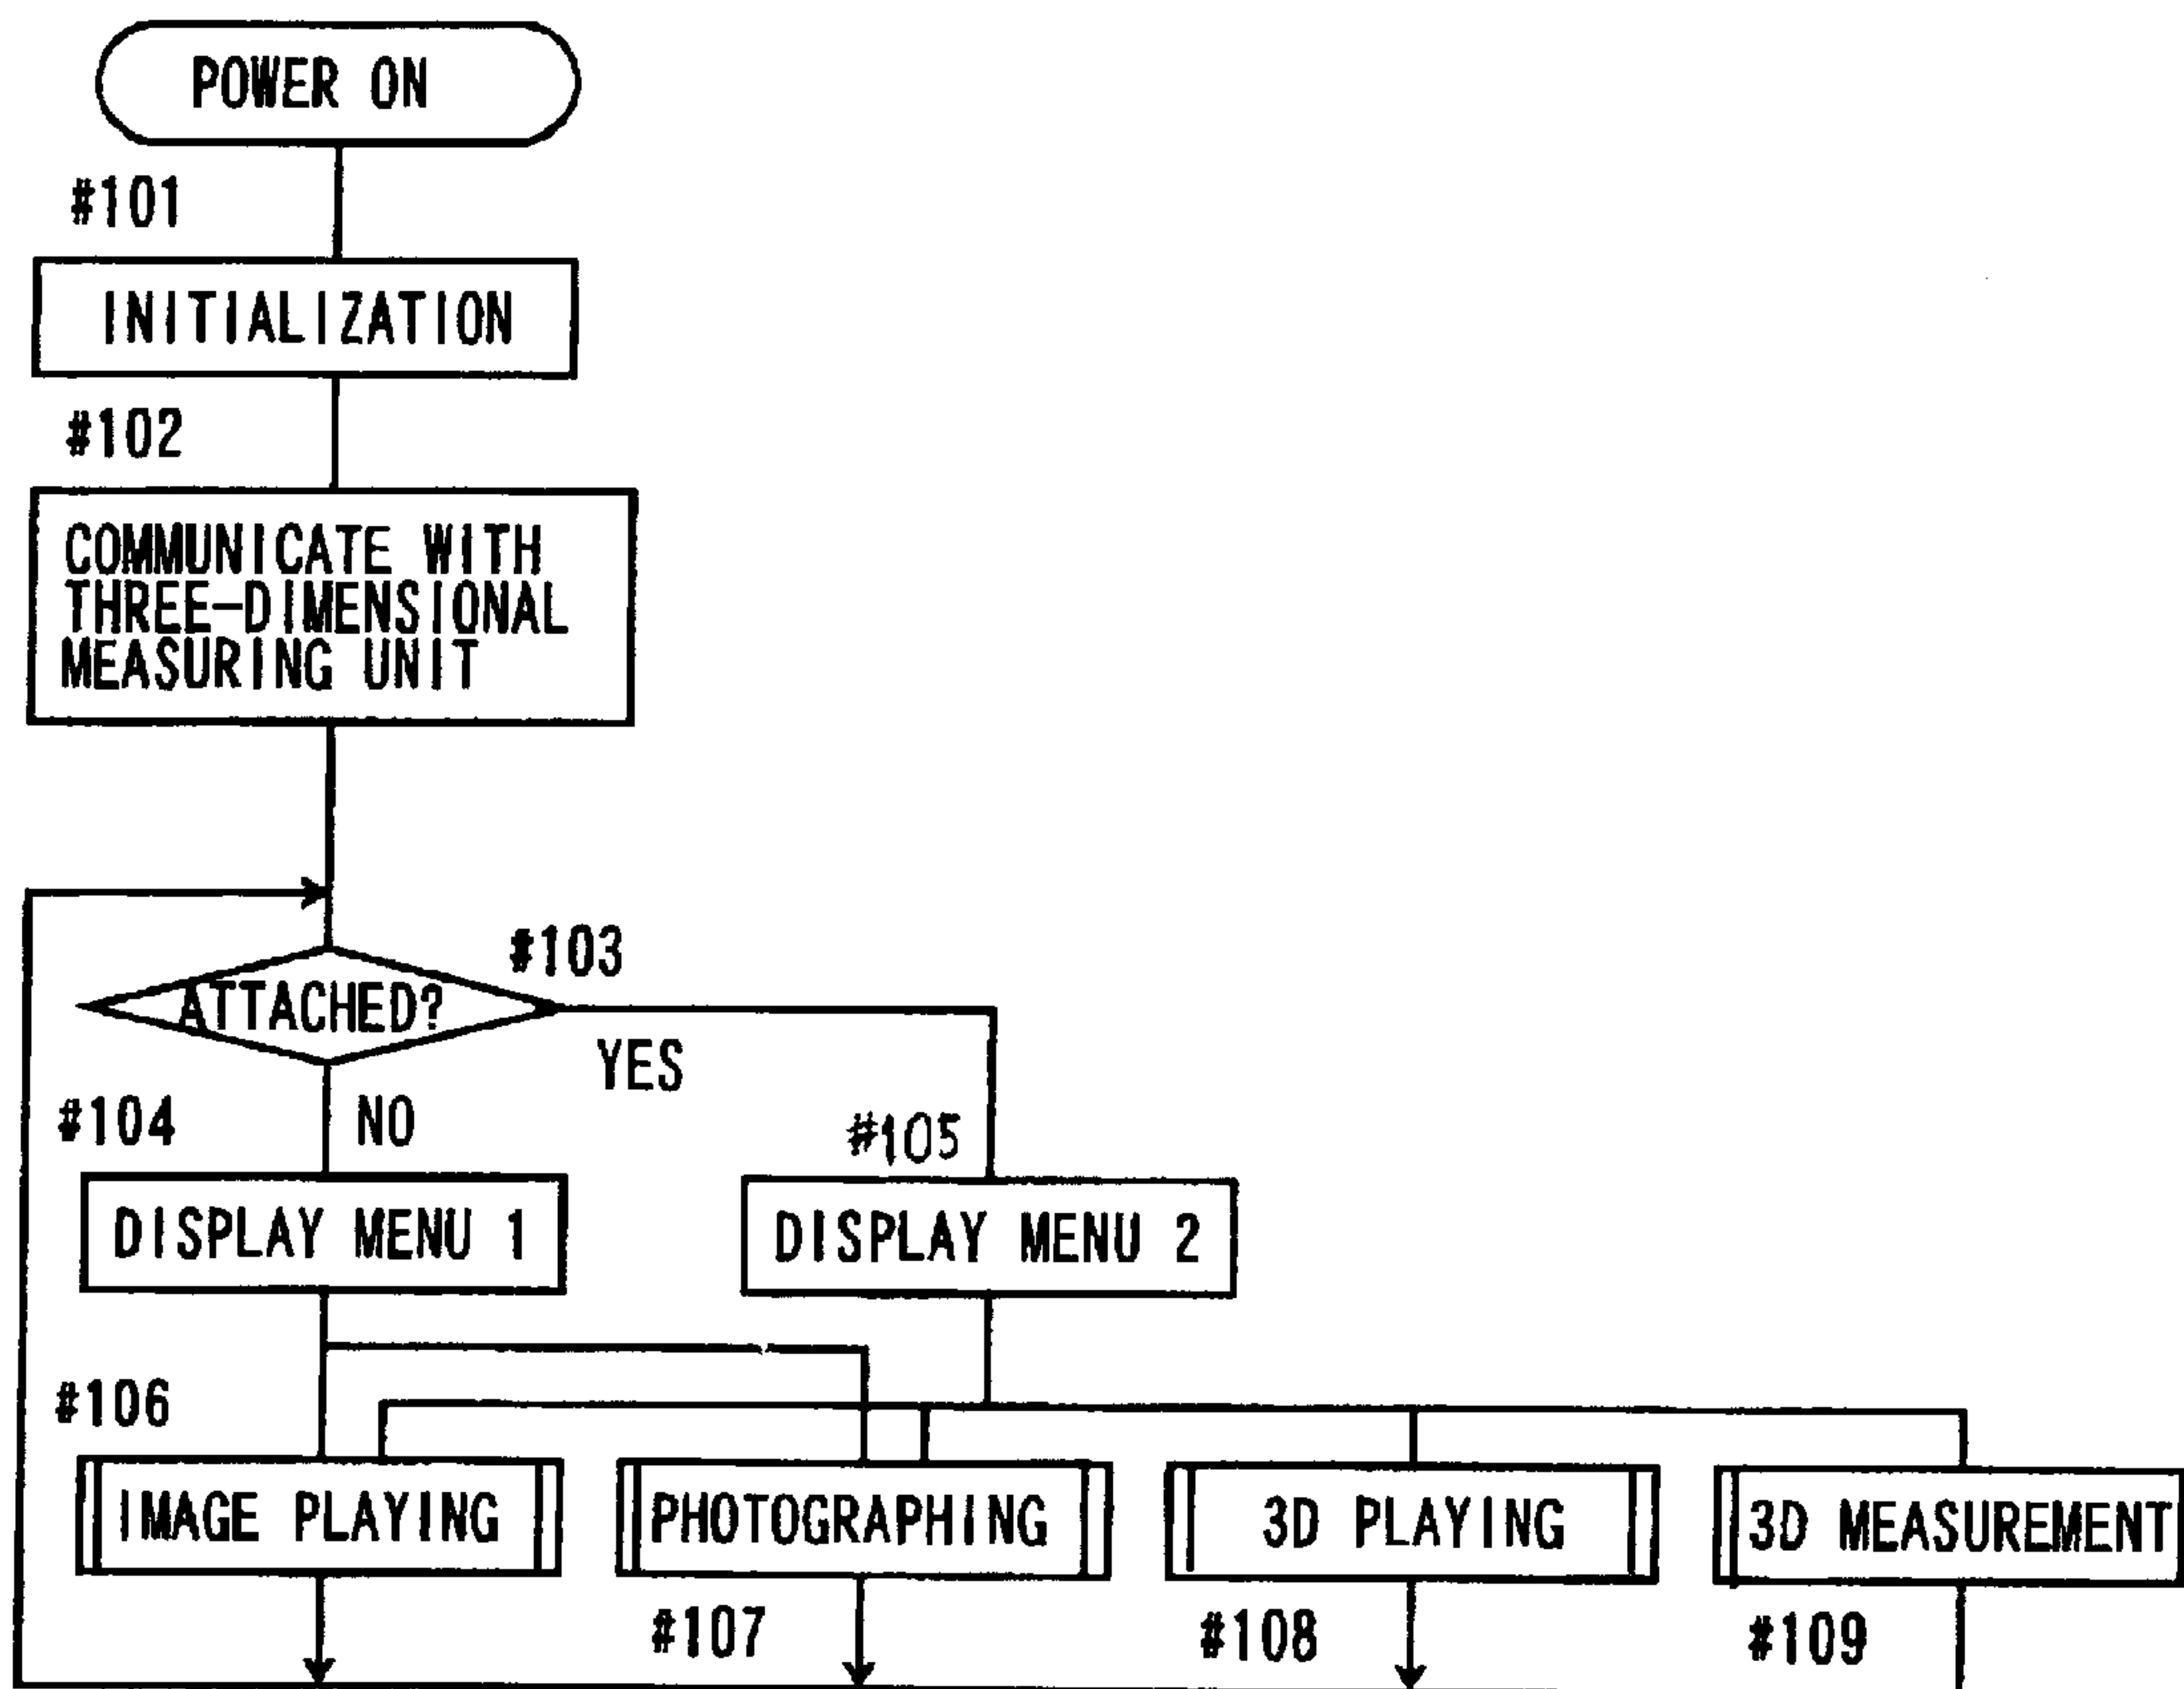 POWER ON
#101
INITIALIZATION
#102
COMMUNICATE WITH
THREE-DIMENSIONAL
MEASURING UNIT
#103
ATTACHED?
YES
#104
NO
#105
DISPLAY MENU 1
DISPLAY MENU 2
#106
IMAGE PLAYING
PHOTOGRAPHING
3D PLAYING
3D MEASUREMENT
#107
#108
#109